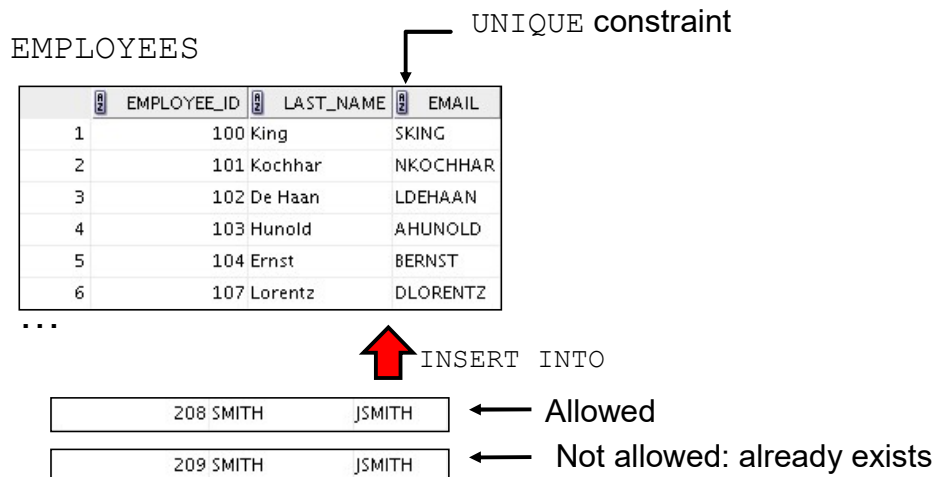 UNIQUE constraint
EMPLOYEES
EMPLOYEE_ID LAST_NAME EMAIL
1 100 King SKING
2 101 Kochhar NKOCHHAR
3 102 De Haan LDEHAAN
4 103 Hunold AHUNOLD
5 104 Ernst BERNST
6 107 Lorentz DLORENTZ
...
INSERT INTO
208 SMITH JSMITH Allowed
209 SMITH JSMITH Not allowed: already exists